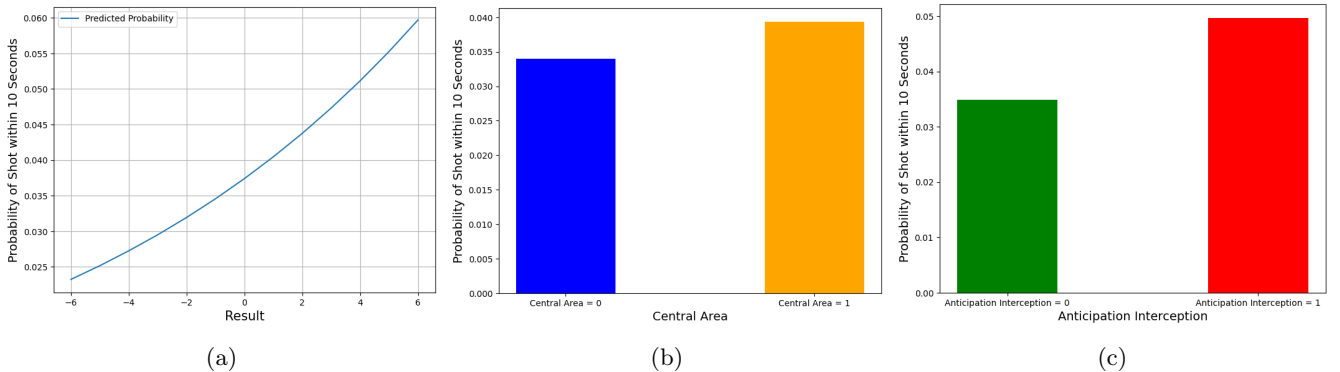 Predicted Probability
Probability of Shot within 10 Seconds
0.060
0.055
0.050
0.045
0.040
0.035
0.030
0.025
−6
−4
−2
0
2
4
6
Result
(a)
Probability of Shot within 10 Seconds
0.040
0.035
0.030
0.025
0.020
0.015
0.010
0.005
0.000
Central Area = 0
Central Area = 1
Central Area
(b)
Probability of Shot within 10 Seconds
0.05
0.04
0.03
0.02
0.01
0.00
Anticipation Interception = 0
Anticipation Interception = 1
Anticipation Interception
(c)